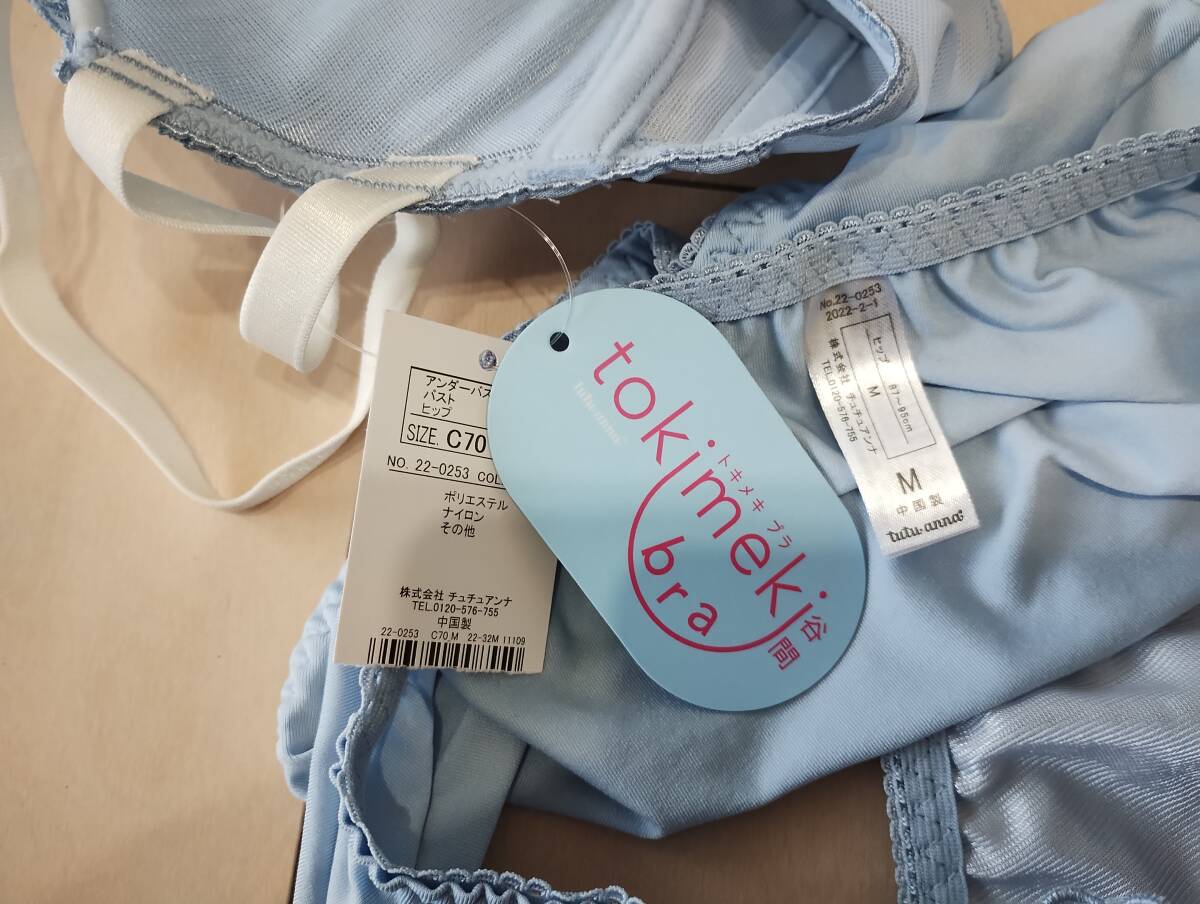 アンダーバス
バスト
ヒップ
SIZE. C70
NO. 22-0253 COL
ポリエステル
ナイロン
その他
株式会社 チュチュアンナ
TEL.0120-576-755
中国製
22-0253 C70_M 22-32M 11109
tutu-anna
tokimeki
トキメキブラ
bra
谷間
No.22-0253
2022-2-
ヒップ 87~95cm
M
株式会社 チュチュアンナ
TEL.0120-576-755
M
中国製
tutu-anna